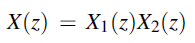 X(z) = X₁(z)X₂(z)